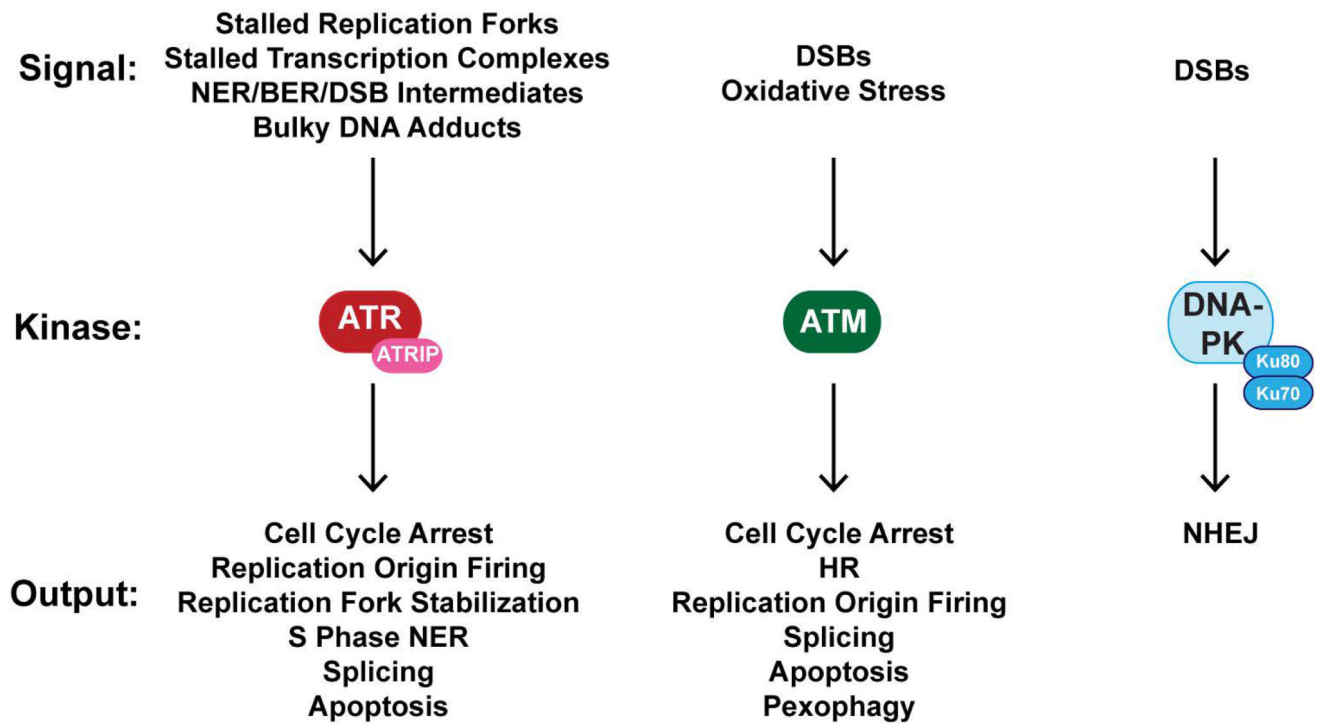 Signal:
Stalled Replication Forks
Stalled Transcription Complexes
NER/BER/DSB Intermediates
Bulky DNA Adducts
DSBs
Oxidative Stress
DSBs
Kinase:
ATR
ATRIP
ATM
DNA-
PK
Ku80
Ku70
Output:
Cell Cycle Arrest
Replication Origin Firing
Replication Fork Stabilization
S Phase NER
Splicing
Apoptosis
Cell Cycle Arrest
HR
Replication Origin Firing
Splicing
Apoptosis
Pexophagy
NHEJ